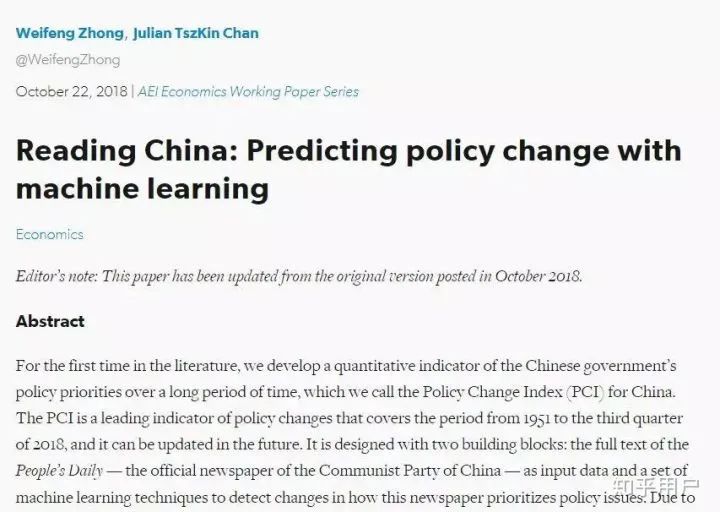 Weifeng Zhong, Julian TszKin Chan
@WeifengZhong
October 22, 2018 | AEI Economics Working Paper Series
Reading China: Predicting policy change with
machine learning
Economics
Editor's note: This paper has been updated from the original version posted in October 2018.
Abstract
For the first time in the literature, we develop a quantitative indicator of the Chinese government's
policy priorities over a long period of time, which we call the Policy Change Index (PCI) for China.
The PCI is a leading indicator of policy changes that covers the period from 1951 to the third quarter
of 2018, and it can be updated in the future. It is designed with two building blocks: the full text of the
People's Daily — the official newspaper of the Communist Party of China — as input data and a set of
machine learning techniques to detect changes in how this newspaper prioritizes policy issues. Due to
知乎用户